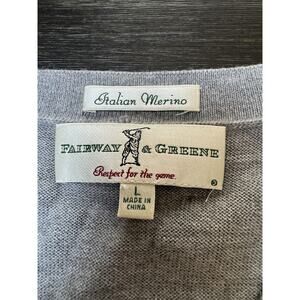 Italian Merino
FAIRWAY & GREENE
Respect for the game.
L
MADE IN
CHINA